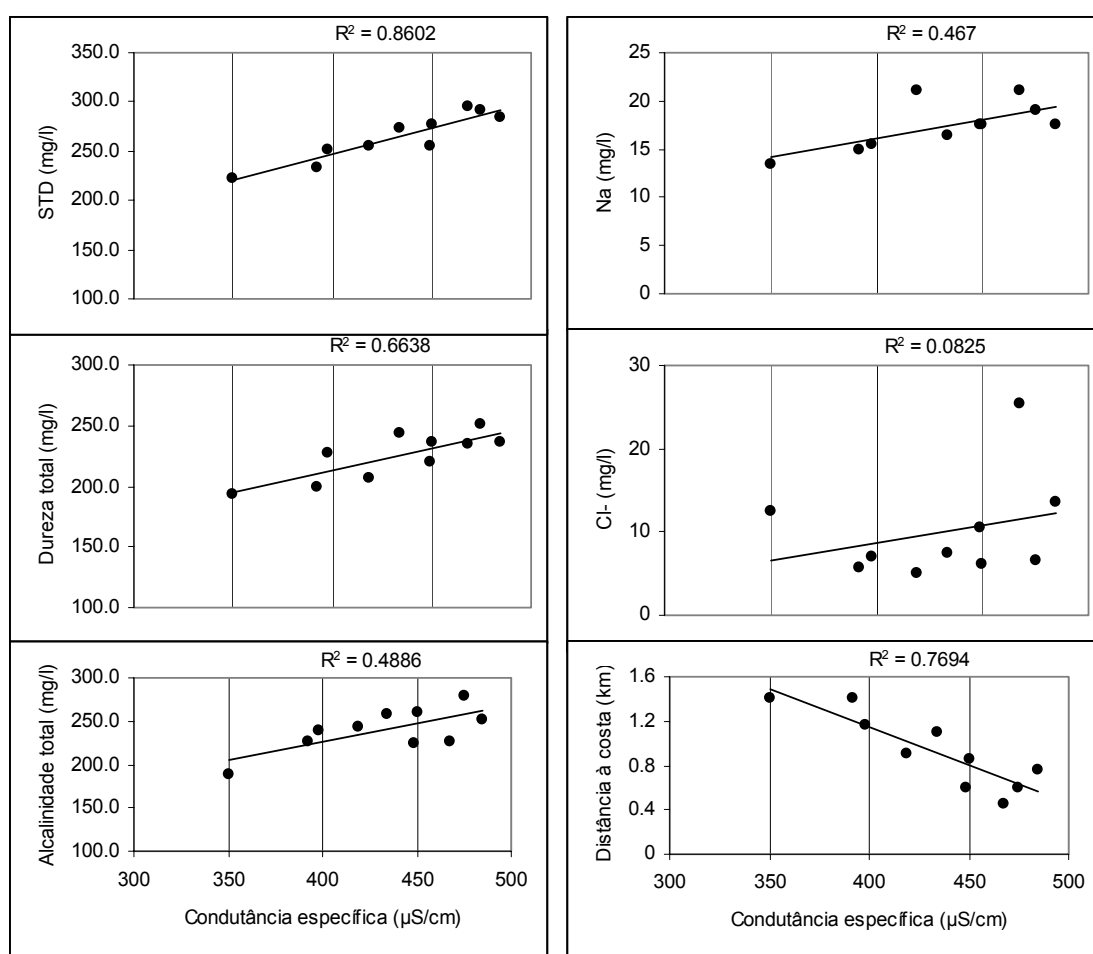 R² = 0.8602
STD (mg/l)
350.0
300.0
250.0
200.0
150.0
100.0
R² = 0.467
Na (mg/l)
25
20
15
10
5
0
R² = 0.6638
Dureza total (mg/l)
300.0
250.0
200.0
150.0
100.0
R² = 0.0825
Cl- (mg/l)
30
20
10
0
R² = 0.4886
Alcalinidade total (mg/l)
300.0
250.0
200.0
150.0
100.0
300 350 400 450 500
Condutância específica (µS/cm)
R² = 0.7694
Distância à costa (km)
1.6
1.2
0.8
0.4
0
300 350 400 450 500
Condutância específica (µS/cm)